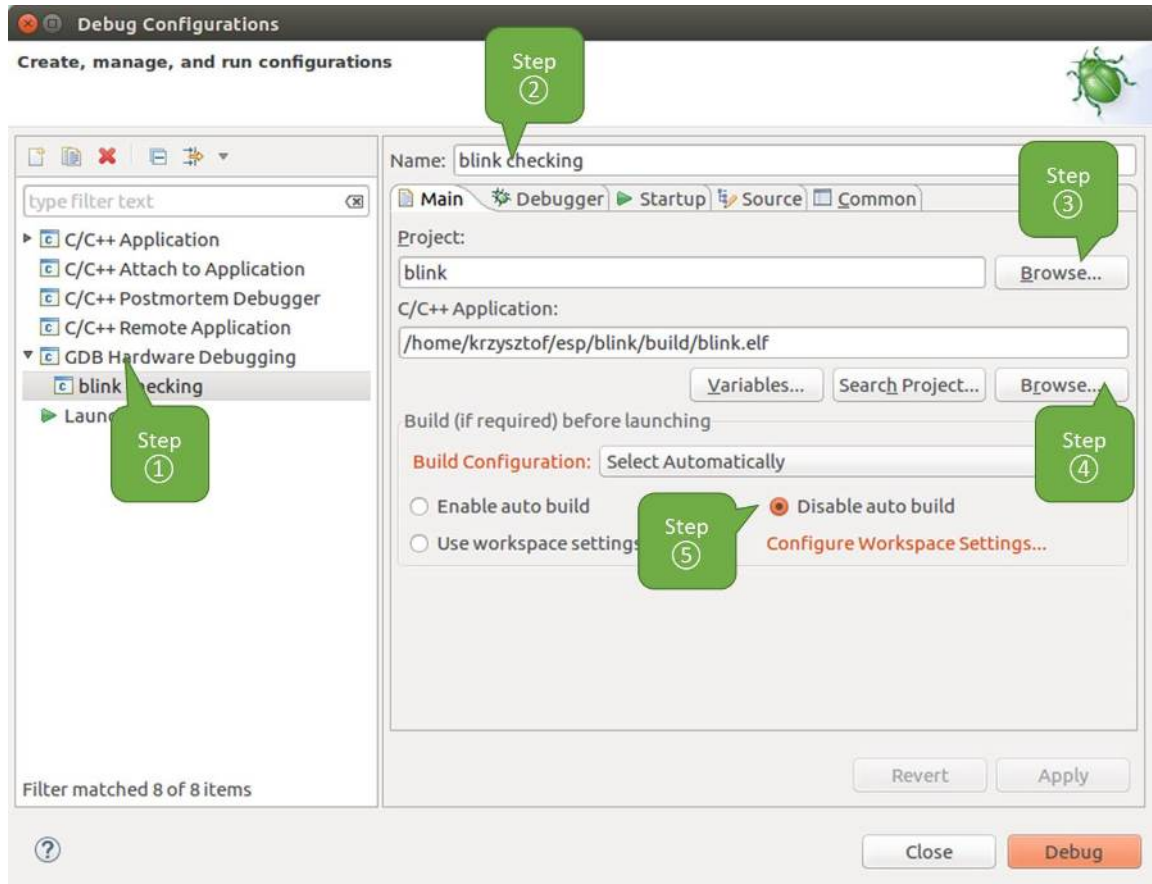 Debug Configurations
Create, manage, and run configurations
Step
②
type filter text
C/C++ Application
C/C++ Attach to Application
C/C++ Postmortem Debugger
C/C++ Remote Application
GDB Hardware Debugging
blink checking
Step
①
Filter matched 8 of 8 items
Name: blink checking
Step
③
Main Debugger Startup Source Common
Project:
blink Browse...
C/C++ Application:
/home/krzysztof/esp/blink/build/blink.elf
Variables... Search Project... Browse...
Step
④
Build (if required) before launching
Build Configuration: Select Automatically
Enable auto build Disable auto build
Step
⑤
Use workspace settings Configure Workspace Settings...
Revert Apply
? Close Debug